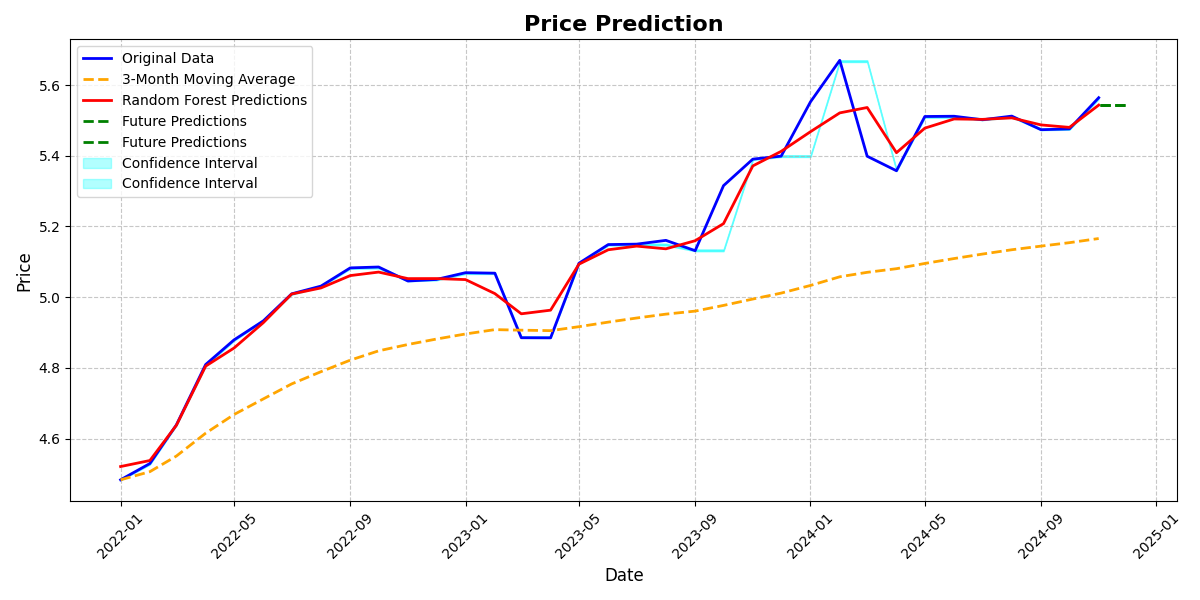 Price Prediction
Original Data
3-Month Moving Average
Random Forest Predictions
Future Predictions
Future Predictions
Confidence Interval
Confidence Interval
Price
5.6
5.4
5.2
5.0
4.8
4.6
2022-01
2022-05
2022-09
2023-01
2023-05
2023-09
2024-01
2024-05
2024-09
2025-01
Date